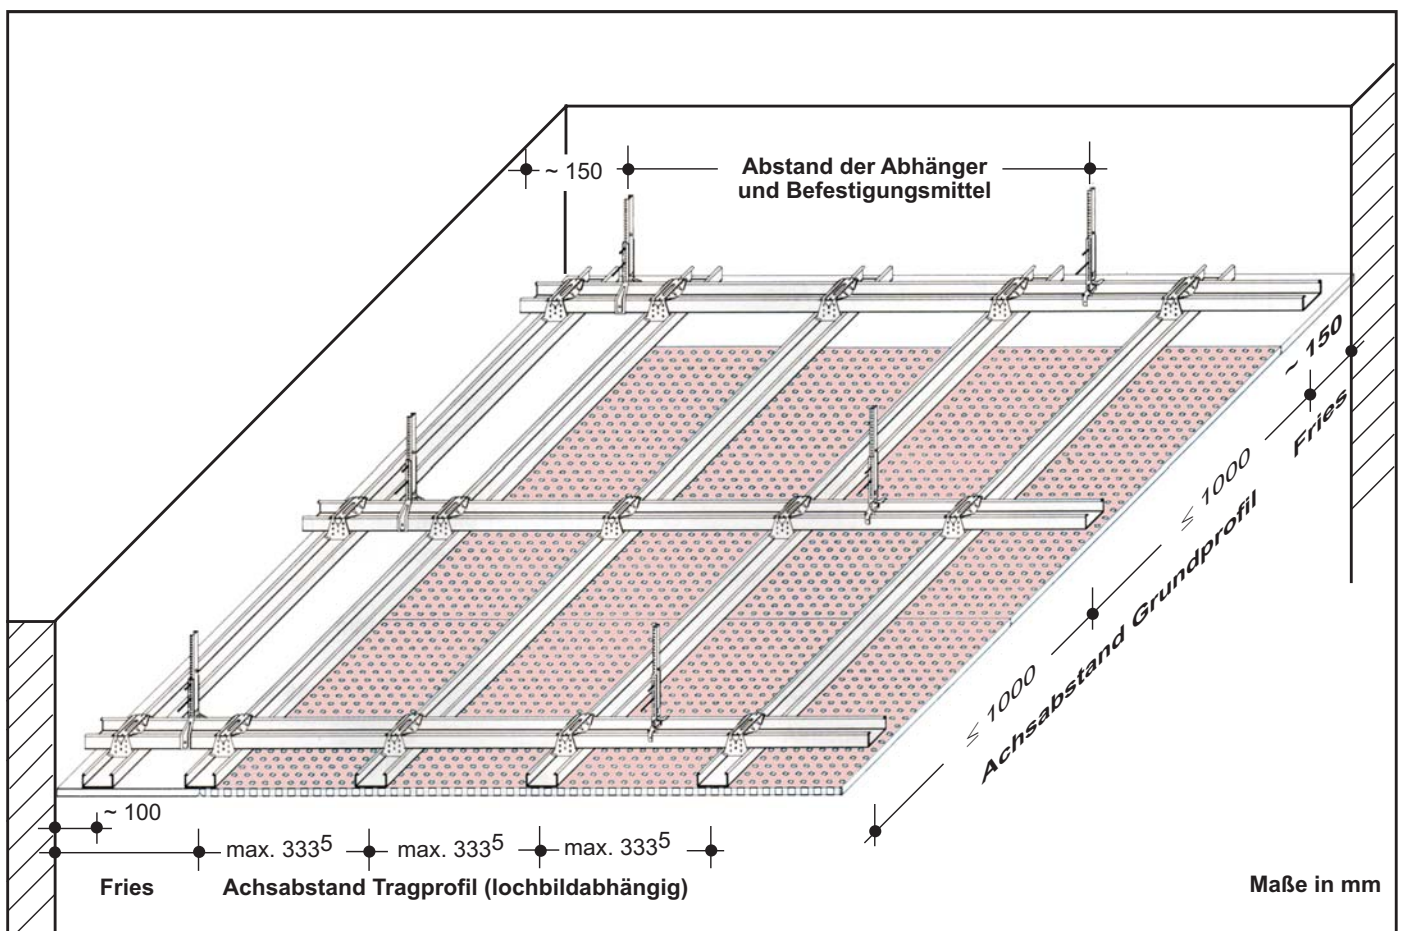 ~ 150
Abstand der Abhänger
und Befestigungsmittel
~ 150
Fries
≤ 1000
≤ 1000
Achsabstand Grundprofil
~ 100
max. 333⁵
max. 333⁵
max. 333⁵
Fries
Achsabstand Tragprofil (lochbildabhängig)
Maße in mm